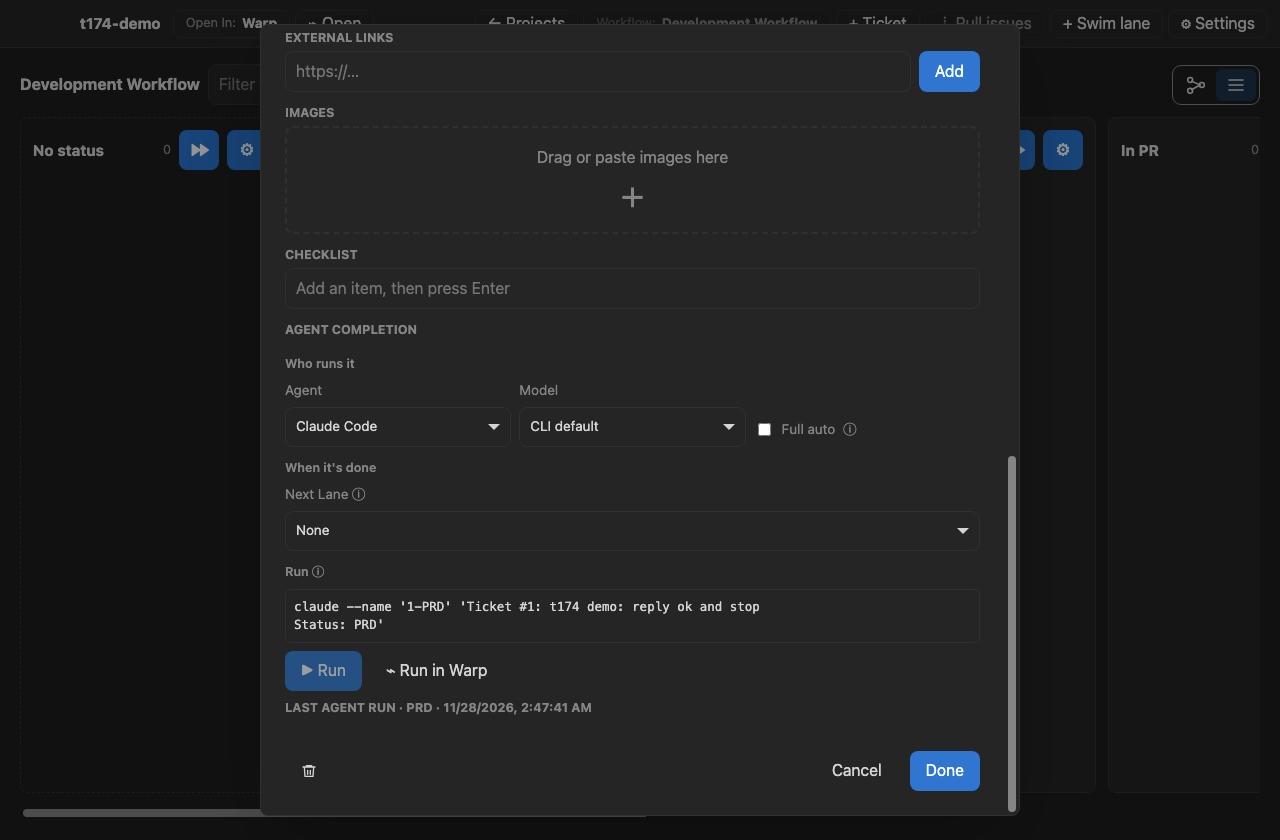 t174-demo
Open In: Warp
Open
← Projects
Workflow: Development Workflow
+ Ticket
Pull issues
+ Swim lane
Settings
EXTERNAL LINKS
https://...
Add
Development Workflow
Filter
IMAGES
Drag or paste images here
No status
0
In PR
0
CHECKLIST
Add an item, then press Enter
AGENT COMPLETION
Who runs it
Agent
Model
Claude Code
CLI default
Full auto
When it's done
Next Lane
None
Run
claude --name '1-PRD' 'Ticket #1: t174 demo: reply ok and stop
Status: PRD'
Run
Run in Warp
LAST AGENT RUN · PRD · 11/28/2026, 2:47:41 AM
Cancel
Done